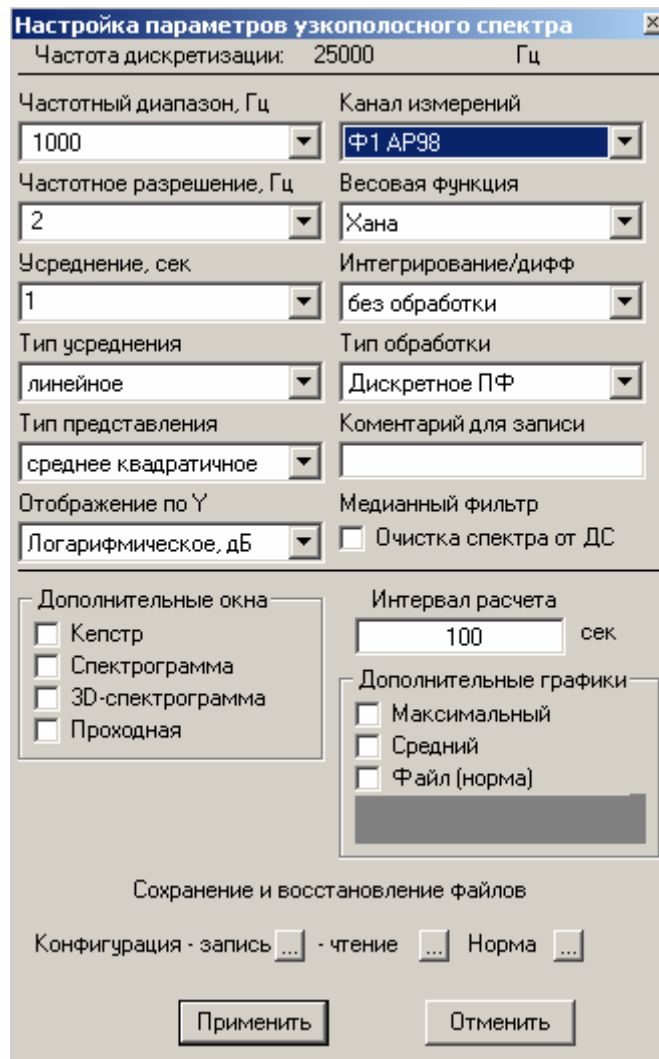 Настройка параметров узкополосного спектра
Частота дискретизации: 25000 Гц
Частотный диапазон, Гц
Канал измерений
1000
Ф1 АР98
Частотное разрешение, Гц
Весовая функция
2
Хана
Усреднение, сек
Интегрирование/дифф
1
без обработки
Тип усреднения
Тип обработки
линейное
Дискретное ПФ
Тип представления
Коментарий для записи
среднее квадратичное
Отображение по Y
Медианный фильтр
Логарифмическое, дБ
Очистка спектра от ДС
Дополнительные окна
Кепстр
Спектрограмма
3D-спектрограмма
Проходная
Интервал расчета
100 сек
Дополнительные графики
Максимальный
Средний
Файл (норма)
Сохранение и восстановление файлов
Конфигурация - запись ... - чтение ... Норма ...
Применить
Отменить